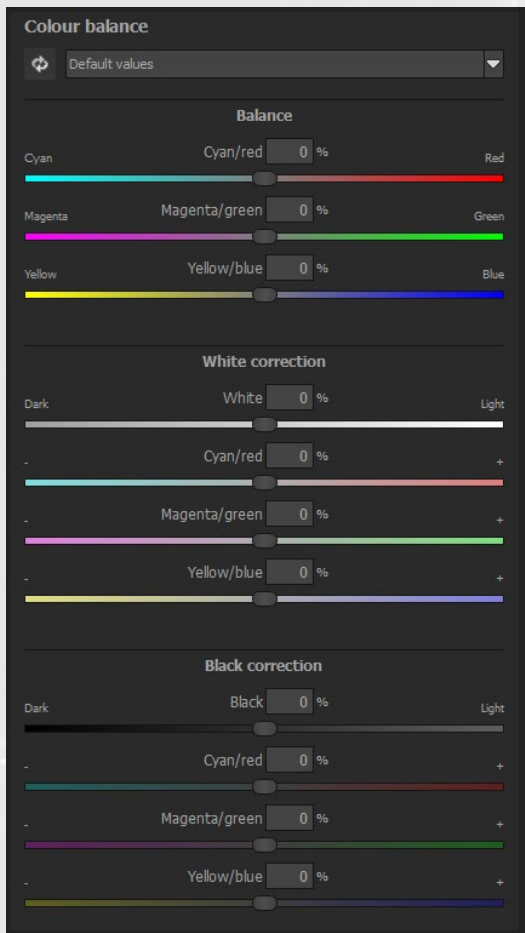 Colour balance
Default values
Balance
Cyan Cyan/red 0 % Red
Magenta Magenta/green 0 % Green
Yellow Yellow/blue 0 % Blue
White correction
Dark White 0 % Light
- Cyan/red 0 % +
- Magenta/green 0 % +
- Yellow/blue 0 % +
Black correction
Dark Black 0 % Light
- Cyan/red 0 % +
- Magenta/green 0 % +
- Yellow/blue 0 % +